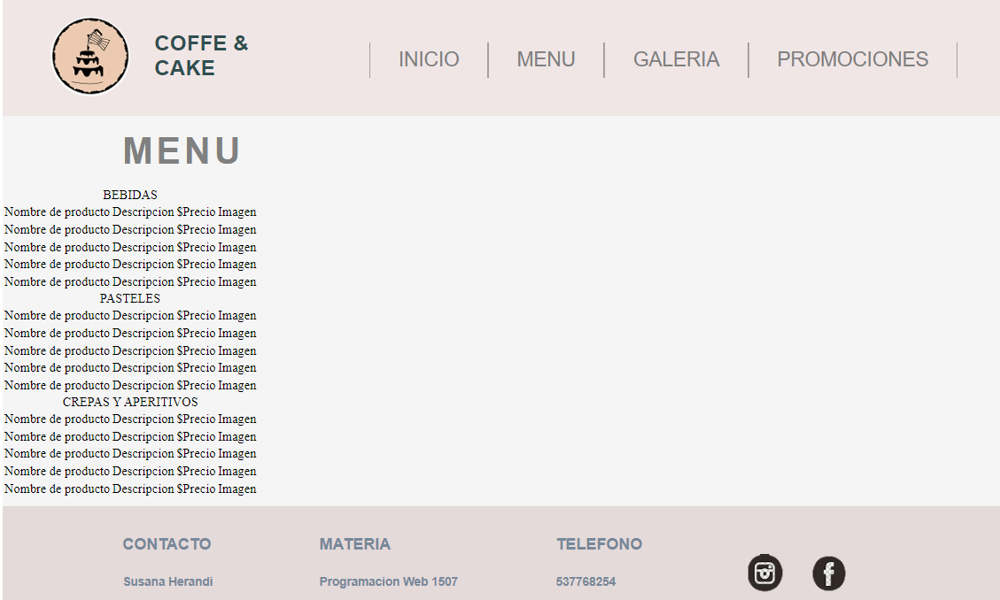 COFFE &
CAKE
INICIO MENU GALERIA PROMOCIONES
MENU
BEBIDAS
Nombre de producto Descripcion $Precio Imagen
Nombre de producto Descripcion $Precio Imagen
Nombre de producto Descripcion $Precio Imagen
Nombre de producto Descripcion $Precio Imagen
Nombre de producto Descripcion $Precio Imagen
PASTELES
Nombre de producto Descripcion $Precio Imagen
Nombre de producto Descripcion $Precio Imagen
Nombre de producto Descripcion $Precio Imagen
Nombre de producto Descripcion $Precio Imagen
Nombre de producto Descripcion $Precio Imagen
CREPAS Y APERITIVOS
Nombre de producto Descripcion $Precio Imagen
Nombre de producto Descripcion $Precio Imagen
Nombre de producto Descripcion $Precio Imagen
Nombre de producto Descripcion $Precio Imagen
Nombre de producto Descripcion $Precio Imagen
CONTACTO MATERIA TELEFONO
Susana Herandi Programacion Web 1507 537768254